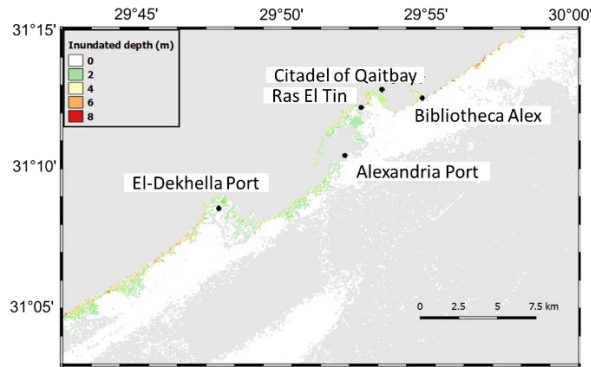 29°45' 29°50' 29°55' 30°00'
31°15'
Inundated depth (m)
0
2
4
6
8
Citadel of Qaitbay
Ras El Tin
Bibliotheca Alex
31°10'
Alexandria Port
El-Dekhella Port
31°05'
0 2.5 5 7.5 km